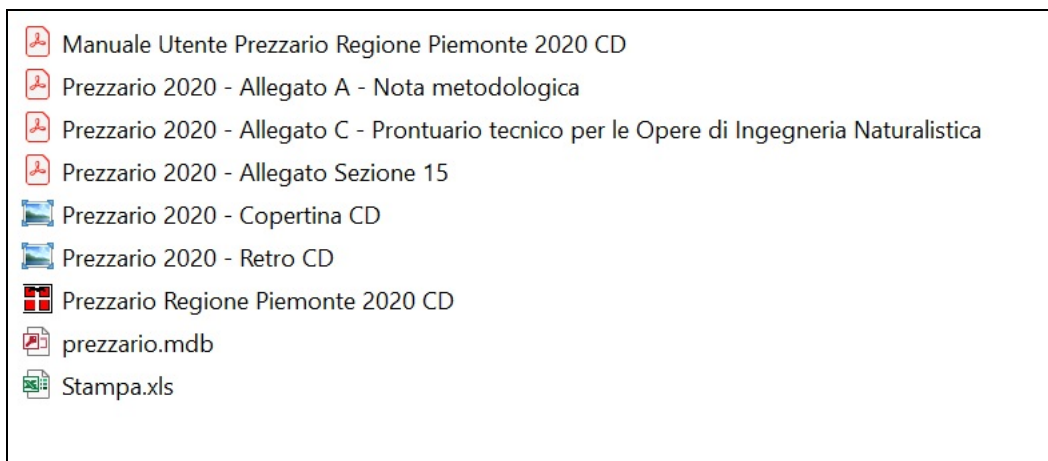 Manuale Utente Prezzario Regione Piemonte 2020 CD
Prezzario 2020 - Allegato A - Nota metodologica
Prezzario 2020 - Allegato C - Prontuario tecnico per le Opere di Ingegneria Naturalistica
Prezzario 2020 - Allegato Sezione 15
Prezzario 2020 - Copertina CD
Prezzario 2020 - Retro CD
Prezzario Regione Piemonte 2020 CD
prezzario.mdb
Stampa.xls